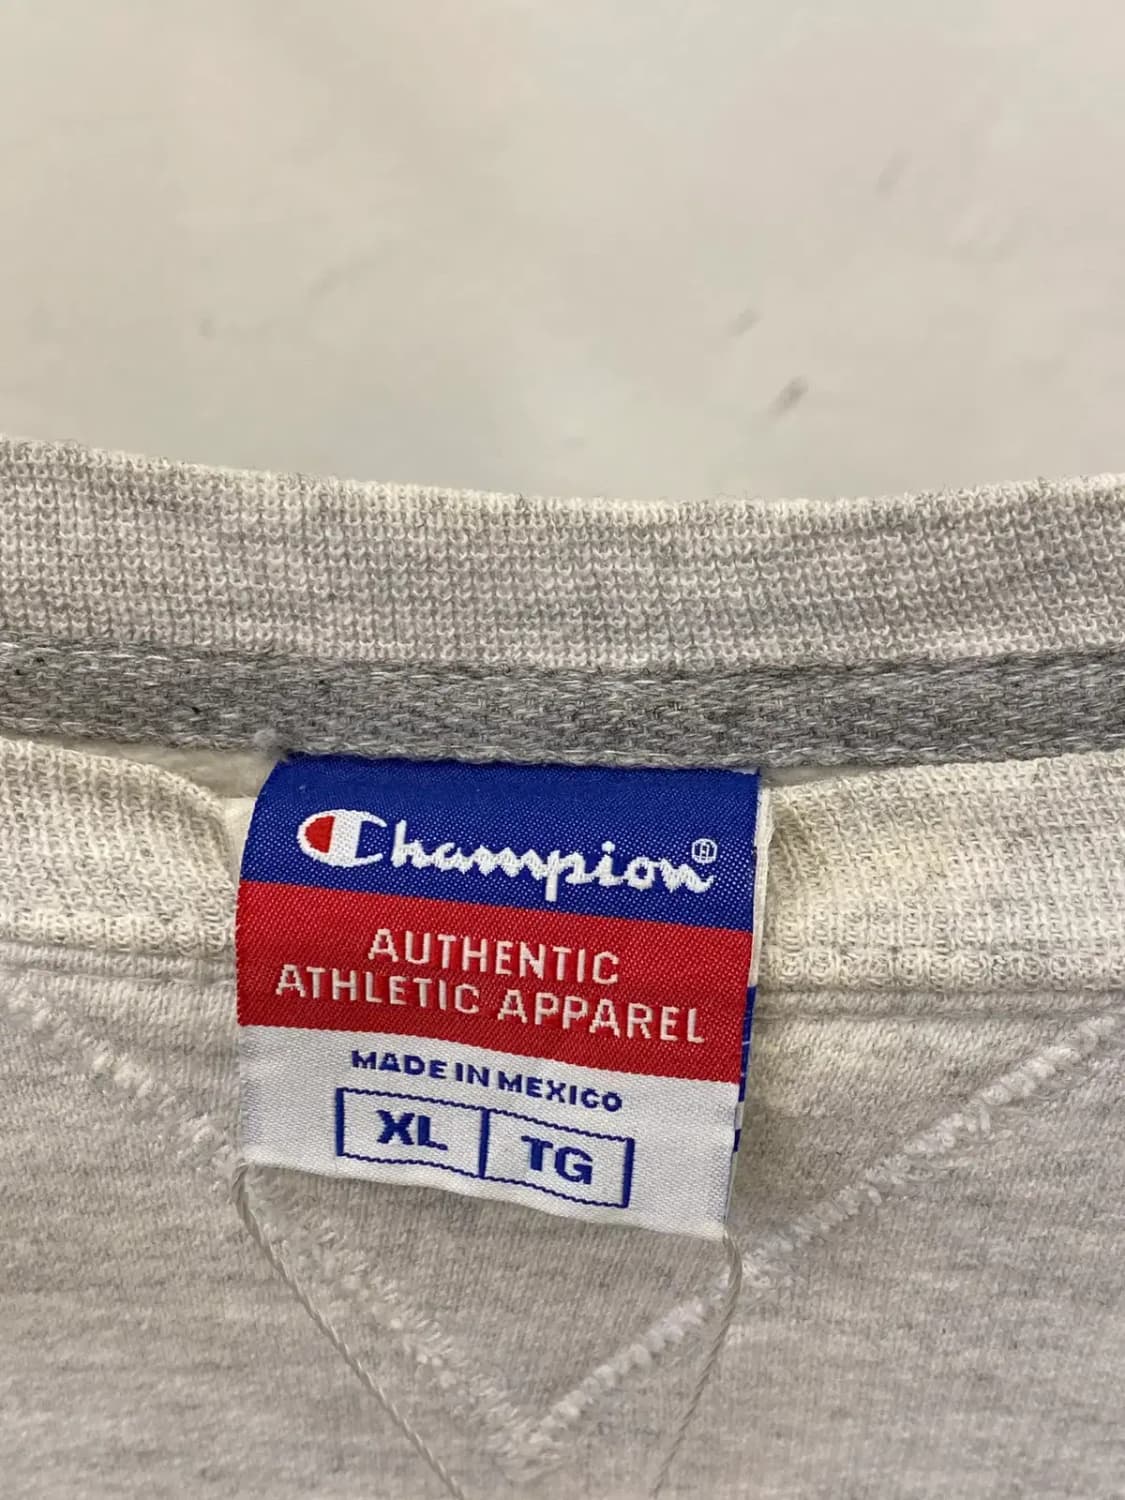 Champion®
AUTHENTIC
ATHLETIC APPAREL
MADE IN MEXICO
XL TG